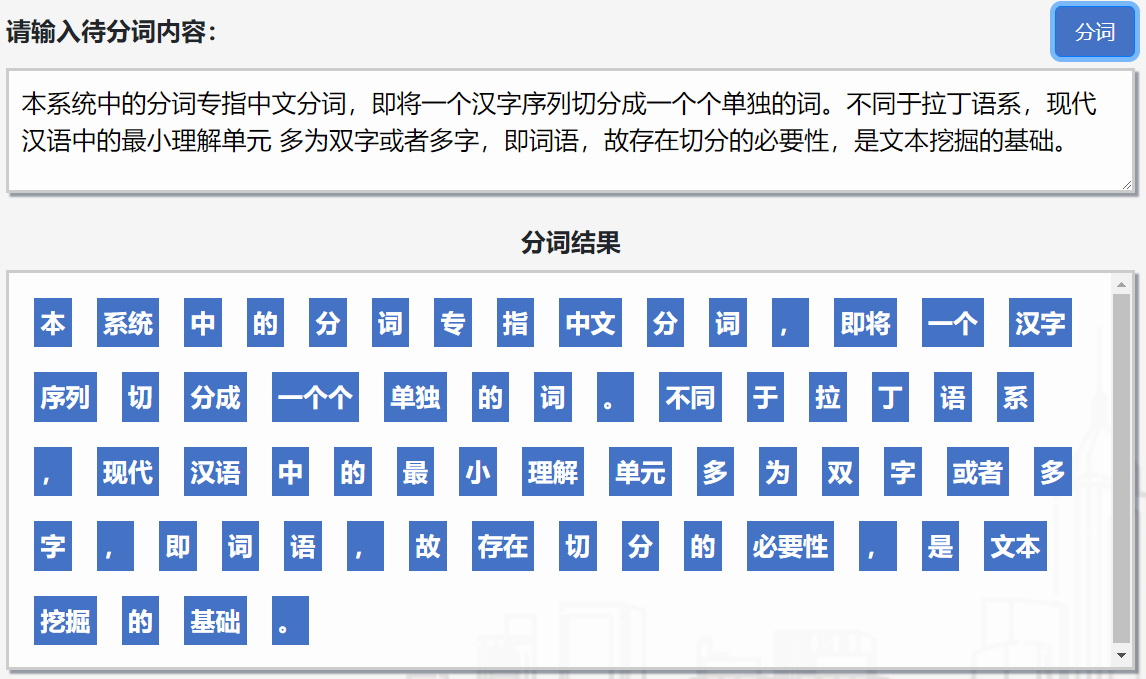 请输入待分词内容：
分词
本系统中的分词专指中文分词，即将一个汉字序列切分成一个个单独的词。不同于拉丁语系，现代
汉语中的最小理解单元 多为双字或者多字，即词语，故存在切分的必要性，是文本挖掘的基础。
分词结果
本 系统 中 的 分 词 专 指 中文 分 词 ， 即将 一个 汉字
序列 切 分成 一个个 单独 的 词 。 不同 于 拉 丁 语 系
， 现代 汉语 中 的 最 小 理解 单元 多 为 双 字 或者 多
字 ， 即 词 语 ， 故 存在 切 分 的 必要性 ， 是 文本
挖掘 的 基础 。